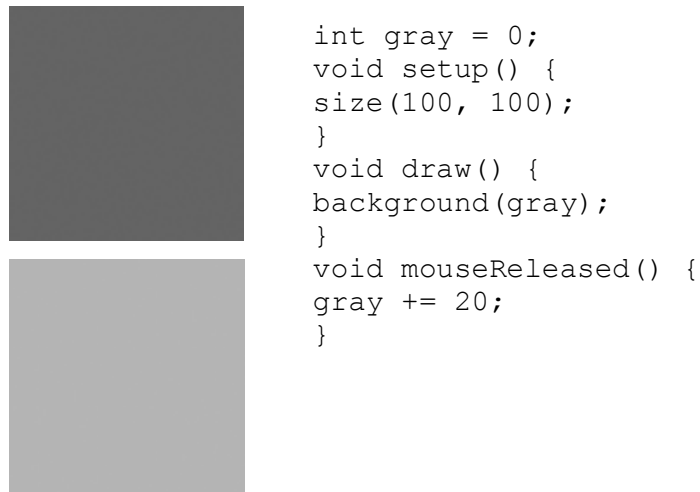 int gray = 0;
void setup() {
size(100, 100);
}
void draw() {
background(gray);
}
void mouseReleased() {
gray += 20;
}